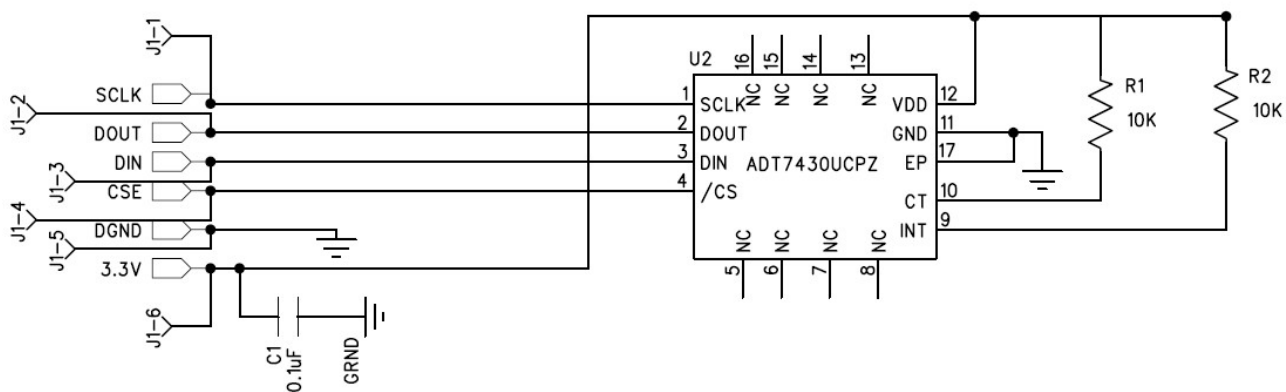 J1-1
SCLK
J1-2
DOUT
DIN
J1-3
CSE
J1-4
DGND
J1-5
3.3V
J1-6
C1
0.1uF
GRND
U2
16
15
14
13
NC
NC
NC
NC
1
SCLK
2
DOUT
3
DIN
4
/CS
ADT7430UCPZ
VDD
12
GND
11
EP
17
CT
10
INT
9
NC
NC
NC
NC
5
6
7
8
R1
10K
R2
10K